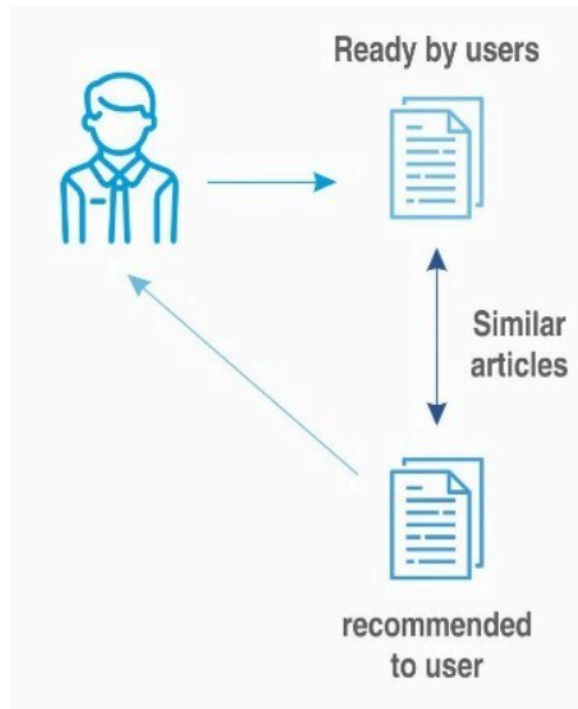 Ready by users
Similar
articles
recommended
to user